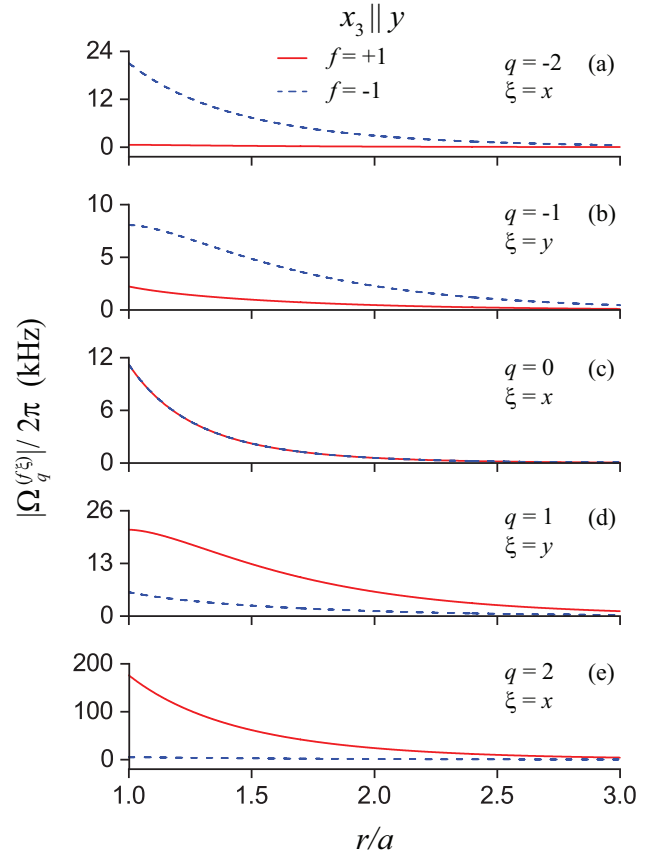 x₃ || y
f = +1
f = -1
24
12
0
q = -2
(a)
ξ = x
10
5
0
q = -1
(b)
ξ = y
12
6
0
q = 0
(c)
ξ = x
26
13
0
q = 1
(d)
ξ = y
200
100
0
q = 2
(e)
ξ = x
1.0
1.5
2.0
2.5
3.0
r/a
|Ω_q^(fξ)| / 2π (kHz)